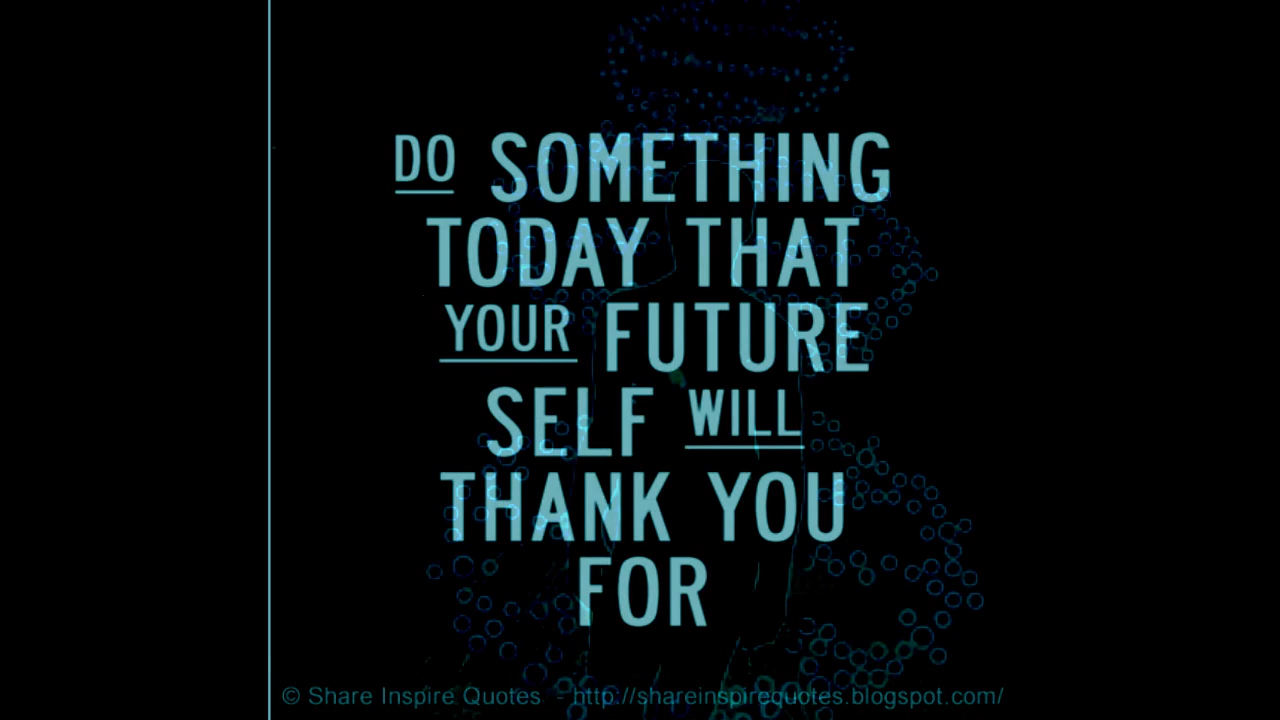 DO SOMETHING
TODAY THAT
YOUR FUTURE
SELF WILL
THANK YOU
FOR
© Share Inspire Quotes - http://shareinspirequotes.blogspot.com/